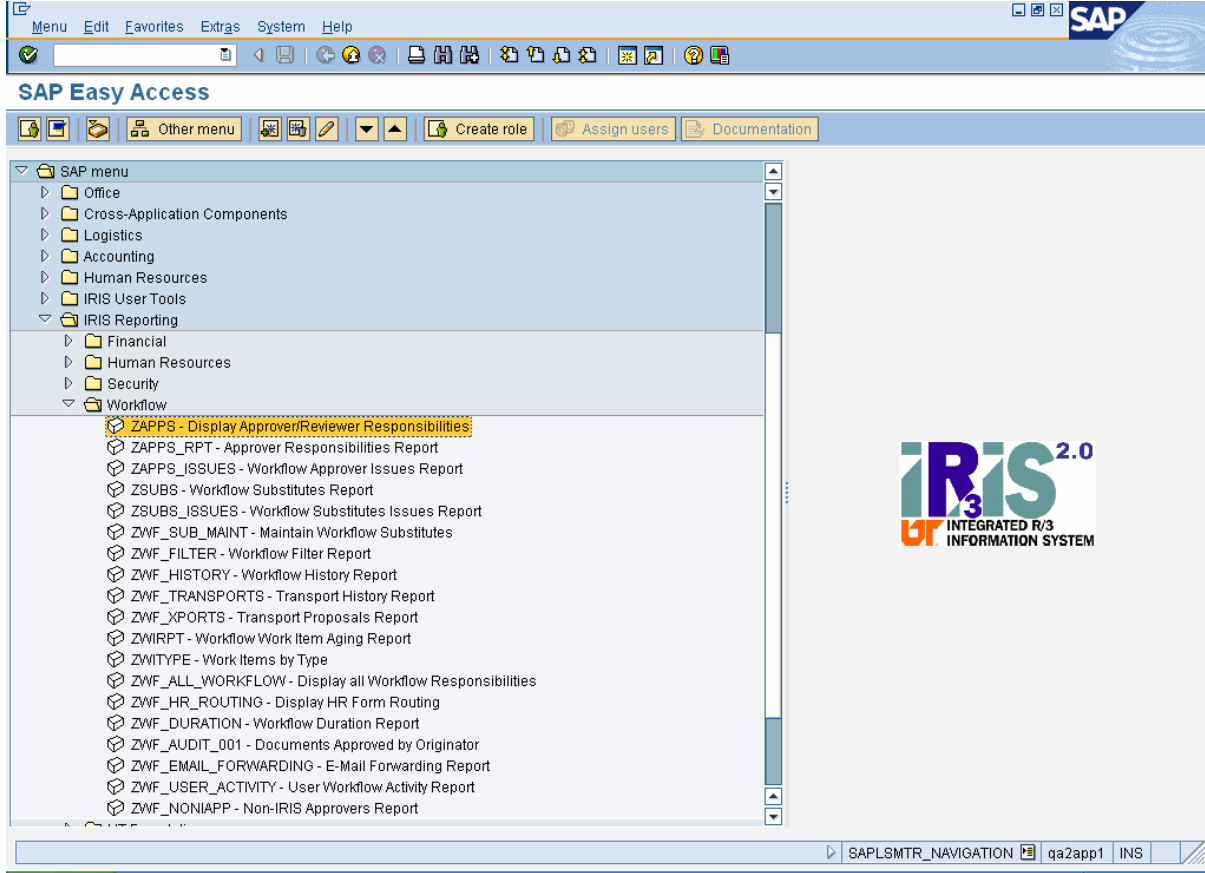 Menu Edit Favorites Extras System Help
SAP
SAP Easy Access
Other menu Create role Assign users Documentation
SAP menu
Office
Cross-Application Components
Logistics
Accounting
Human Resources
IRIS User Tools
IRIS Reporting
Financial
Human Resources
Security
Workflow
ZAPPS - Display Approver/Reviewer Responsibilities
ZAPPS_RPT - Approver Responsibilities Report
ZAPPS_ISSUES - Workflow Approver Issues Report
ZSUBS - Workflow Substitutes Report
ZSUBS_ISSUES - Workflow Substitutes Issues Report
ZWF_SUB_MAINT - Maintain Workflow Substitutes
ZWF_FILTER - Workflow Filter Report
ZWF_HISTORY - Workflow History Report
ZWF_TRANSPORTS - Transport History Report
ZWF_XPORTS - Transport Proposals Report
ZWIRPT - Workflow Work Item Aging Report
ZWITYPE - Work Items by Type
ZWF_ALL_WORKFLOW - Display all Workflow Responsibilities
ZWF_HR_ROUTING - Display HR Form Routing
ZWF_DURATION - Workflow Duration Report
ZWF_AUDIT_001 - Documents Approved by Originator
ZWF_EMAIL_FORWARDING - E-Mail Forwarding Report
ZWF_USER_ACTIVITY - User Workflow Activity Report
ZWF_NONIAPP - Non-IRIS Approvers Report
iRiS 2.0
3
UT INTEGRATED R/3
INFORMATION SYSTEM
SAPLSMTR_NAVIGATION qa2app1 INS